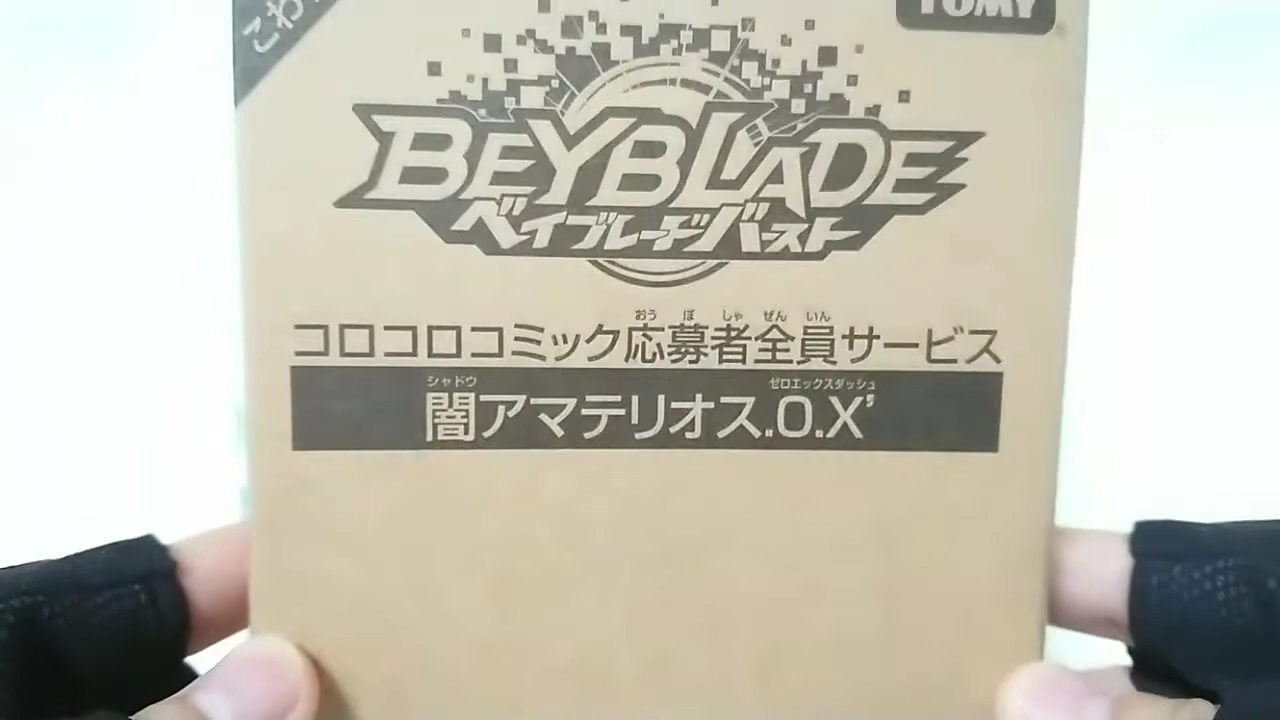 こわ
TOMY
BEYBLADE
ベイブレードバースト
おうぼしゃぜんいん
コロコロコミック応募者全員サービス
シャドウ ゼロエックスダッシュ
闇アマテリオス.0.X'